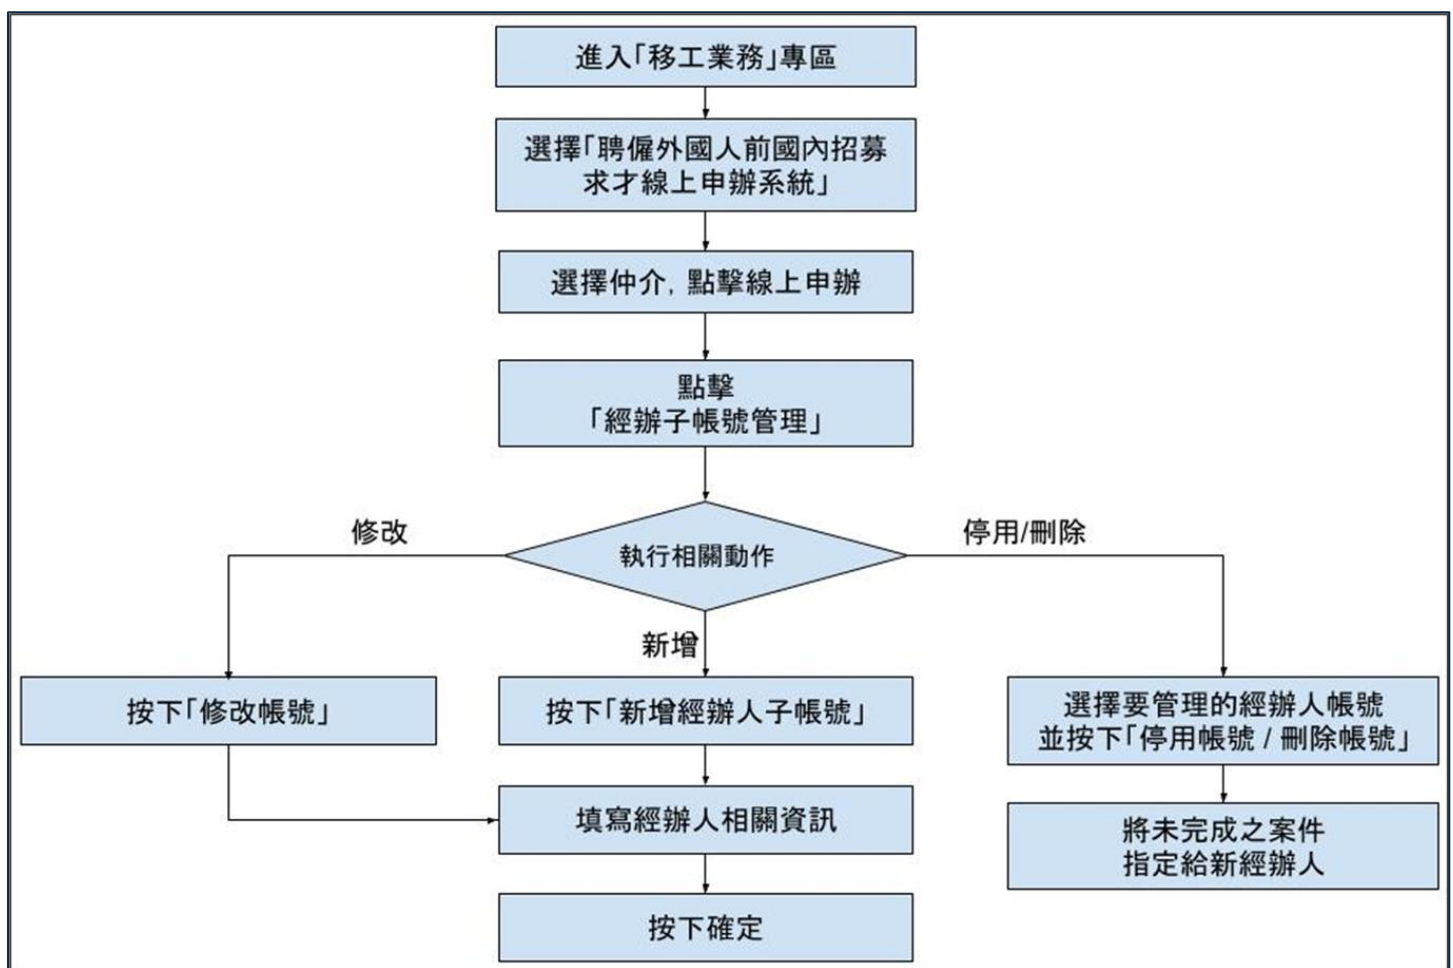 進入「移工業務」專區
選擇「聘僱外國人前國內招募
求才線上申辦系統」
選擇仲介, 點擊線上申辦
點擊
「經辦子帳號管理」
執行相關動作
修改
停用/刪除
新增
按下「修改帳號」
按下「新增經辦人子帳號」
選擇要管理的經辦人帳號
並按下「停用帳號 / 刪除帳號」
填寫經辦人相關資訊
將未完成之案件
指定給新經辦人
按下確定